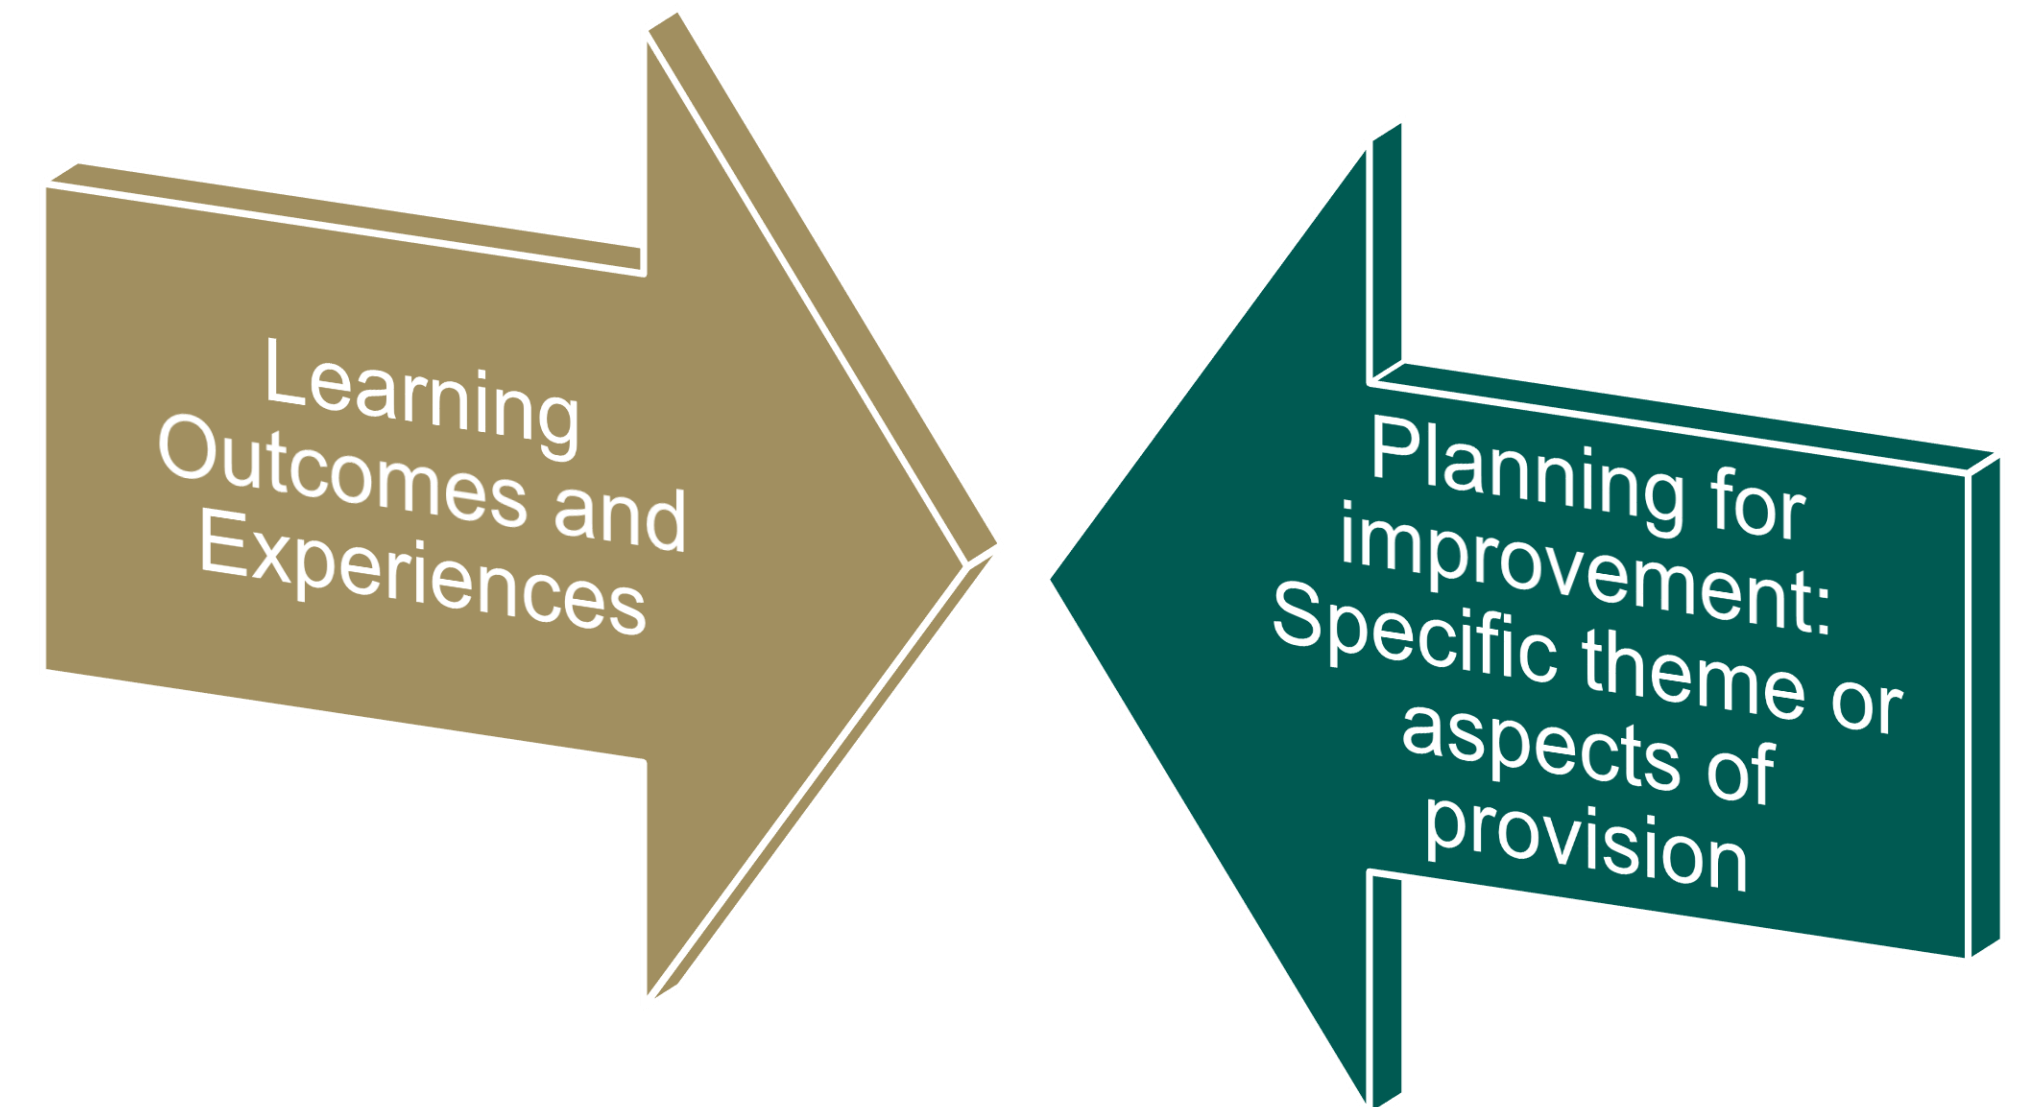 Learning
Outcomes and
Experiences
Planning for
improvement:
Specific theme or
aspects of
provision